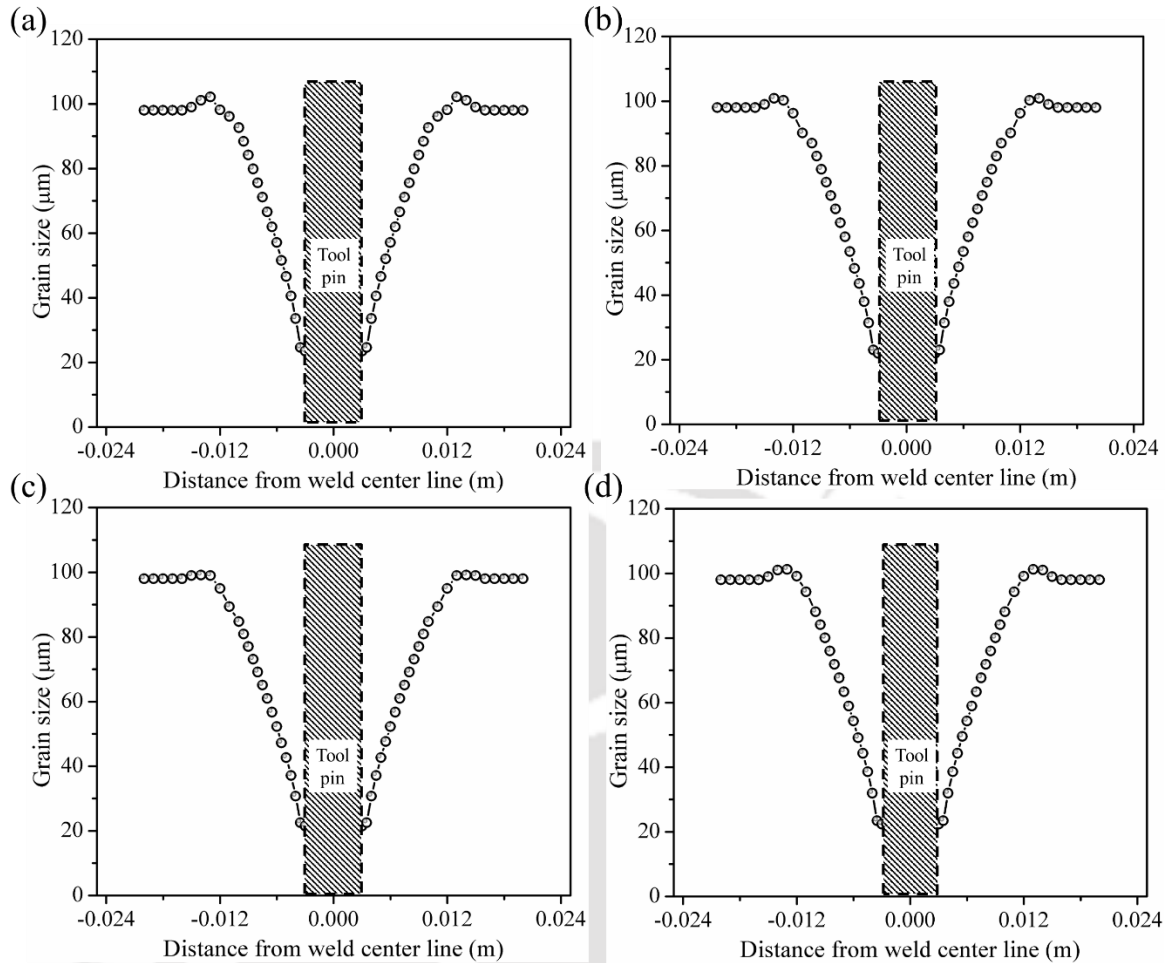 (a)
120
100
80
60
40
20
0
Grain size (μm)
Tool
pin
-0.024 -0.012 0.000 0.012 0.024
Distance from weld center line (m)
(b)
120
100
80
60
40
20
0
Grain size (μm)
Tool
pin
-0.024 -0.012 0.000 0.012 0.024
Distance from weld center line (m)
(c)
120
100
80
60
40
20
0
Grain size (μm)
Tool
pin
-0.024 -0.012 0.000 0.012 0.024
Distance from weld center line (m)
(d)
120
100
80
60
40
20
0
Grain size (μm)
Tool
pin
-0.024 -0.012 0.000 0.012 0.024
Distance from weld center line (m)